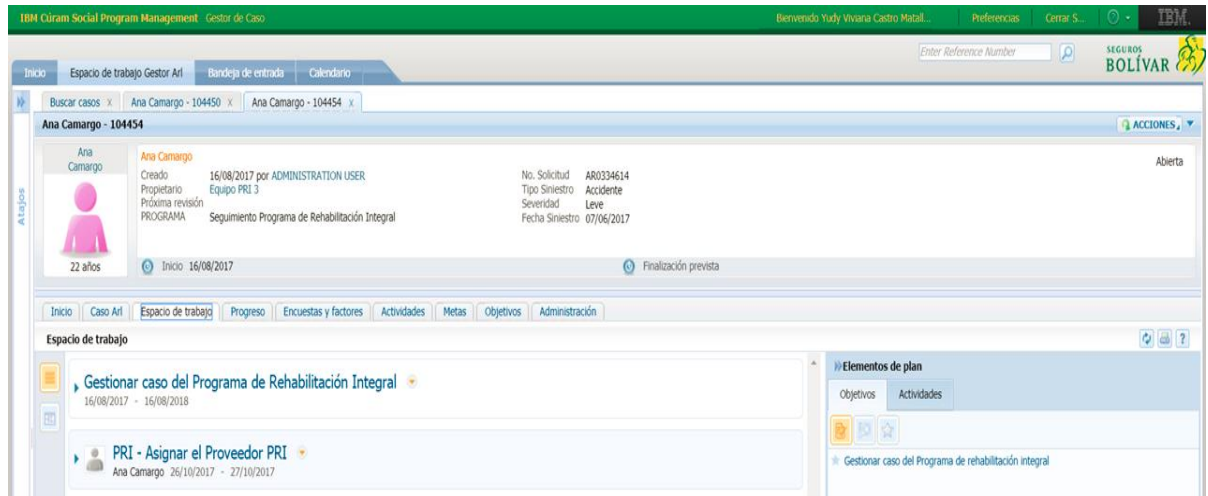 IBM Cúram Social Program Management Gestor de Caso Bienvenido Yudy Viviana Castro Matall... Preferencias Cerrar S... IBM.
Enter Reference Number
SEGUROS BOLÍVAR
Inicio Espacio de trabajo Gestor Arl Bandeja de entrada Calendario
Buscar casos x Ana Camargo - 104450 x Ana Camargo - 104454 x
Ana Camargo - 104454 ACCIONES
Atajos
Ana Camargo
22 años
Ana Camargo Abierta
Creado 16/08/2017 por ADMINISTRATION USER No. Solicitud AR0334614
Propietario Equipo PRI 3 Tipo Siniestro Accidente
Próxima revisión Severidad Leve
PROGRAMA Seguimiento Programa de Rehabilitación Integral Fecha Siniestro 07/06/2017
Inicio 16/08/2017 Finalización prevista
Inicio Caso Arl Espacio de trabajo Progreso Encuestas y factores Actividades Metas Objetivos Administración
Espacio de trabajo ?
Gestionar caso del Programa de Rehabilitación Integral
16/08/2017 - 16/08/2018
PRI - Asignar el Proveedor PRI
Ana Camargo 26/10/2017 - 27/10/2017
Elementos de plan
Objetivos Actividades
Gestionar caso del Programa de rehabilitación integral